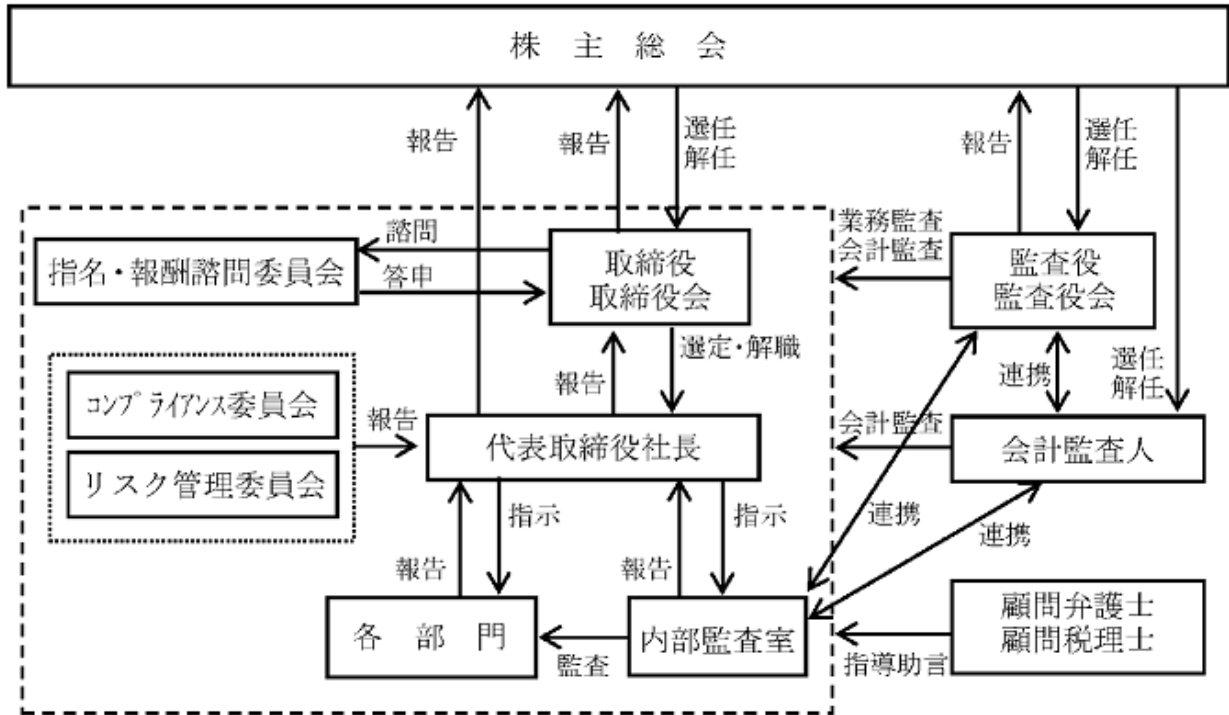 株 主 総 会
報告
報告
選任
解任
報告
選任
解任
諮問
指名・報酬諮問委員会
答申
取締役
取締役会
業務監査
会計監査
監査役
監査役会
選定・解職
報告
連携
選任
解任
コンプライアンス委員会
リスク管理委員会
報告
代表取締役社長
会計監査
会計監査人
指示
指示
連携
連携
報告
報告
各 部 門
監査
内部監査室
指導助言
顧問弁護士
顧問税理士